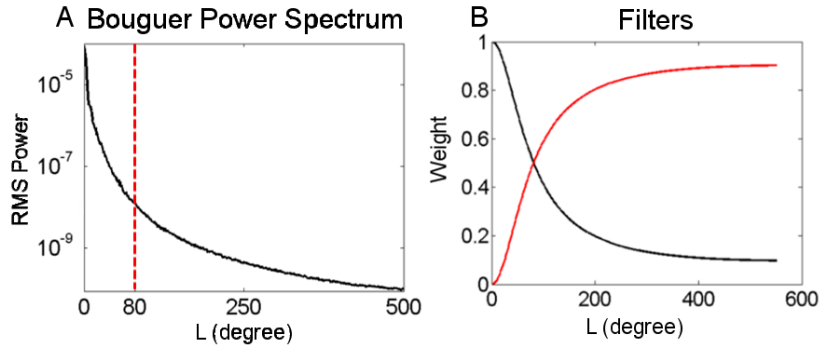 A Bouguer Power Spectrum
RMS Power
10-5
10-7
10-9
0 80 250 500
L (degree)
B Filters
Weight
1
0.8
0.6
0.4
0.2
0
0 200 400 600
L (degree)